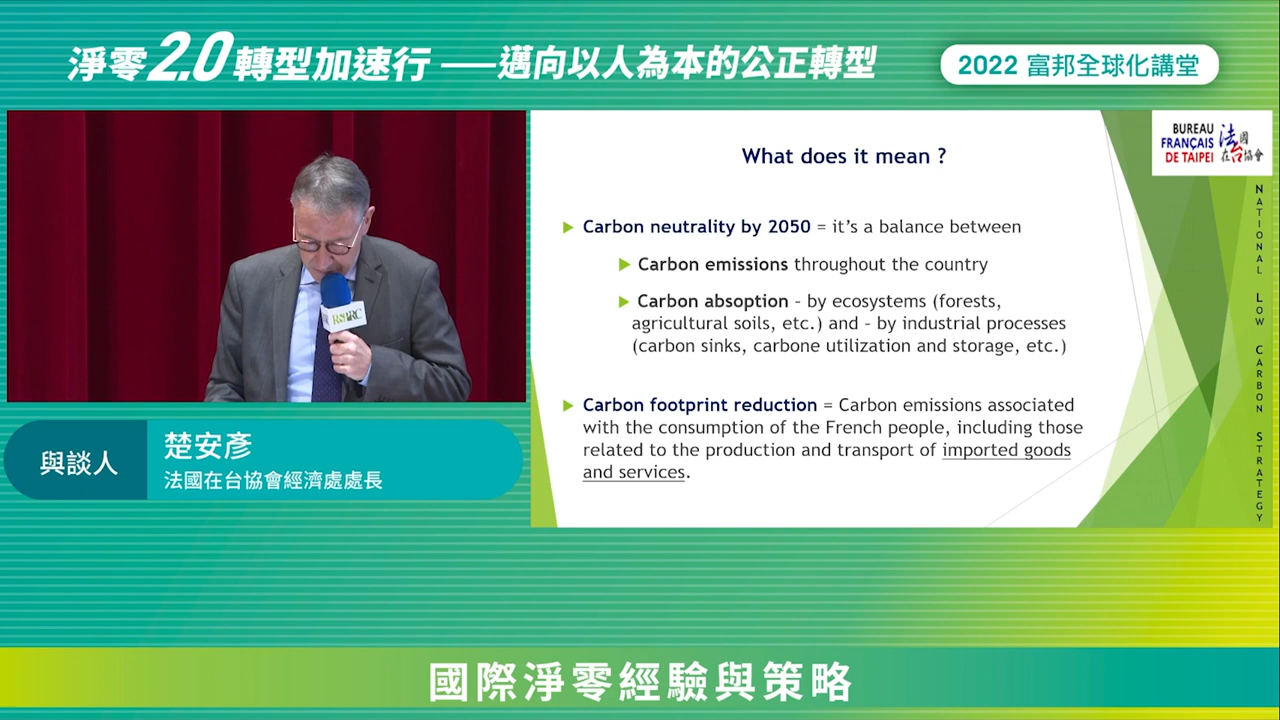 淨零2.0轉型加速行——邁向以人為本的公正轉型
2022 富邦全球化講堂
RSPRC
與談人
楚安彥
法國在台協會經濟處處長
What does it mean ?
BUREAU
FRANÇAIS
DE TAIPEI
法國
在台協會
Carbon neutrality by 2050 = it’s a balance between
Carbon emissions throughout the country
Carbon absoption – by ecosystems (forests,
agricultural soils, etc.) and – by industrial processes
(carbon sinks, carbone utilization and storage, etc.)
Carbon footprint reduction = Carbon emissions associated
with the consumption of the French people, including those
related to the production and transport of imported goods
and services.
NATIONAL LOW CARBON STRATEGY
國際淨零經驗與策略